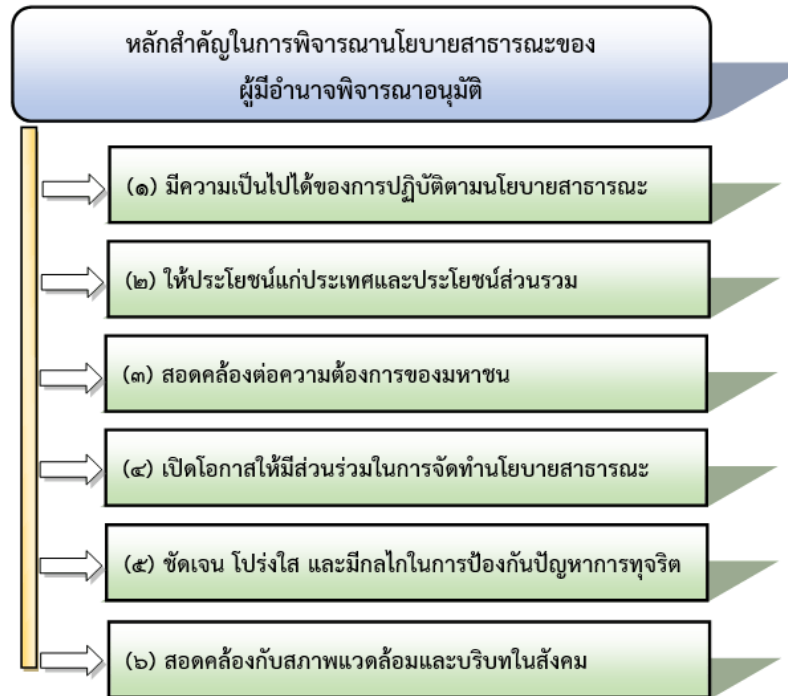 หลักสำคัญในการพิจารณานโยบายสาธารณะของ
ผู้มีอำนาจพิจารณาอนุมัติ
(๑) มีความเป็นไปได้ของการปฏิบัติตามนโยบายสาธารณะ
(๒) ให้ประโยชน์แก่ประเทศและประโยชน์ส่วนรวม
(๓) สอดคล้องต่อความต้องการของมหาชน
(๔) เปิดโอกาสให้มีส่วนร่วมในการจัดทำนโยบายสาธารณะ
(๕) ชัดเจน โปร่งใส และมีกลไกในการป้องกันปัญหาการทุจริต
(๖) สอดคล้องกับสภาพแวดล้อมและบริบทในสังคม